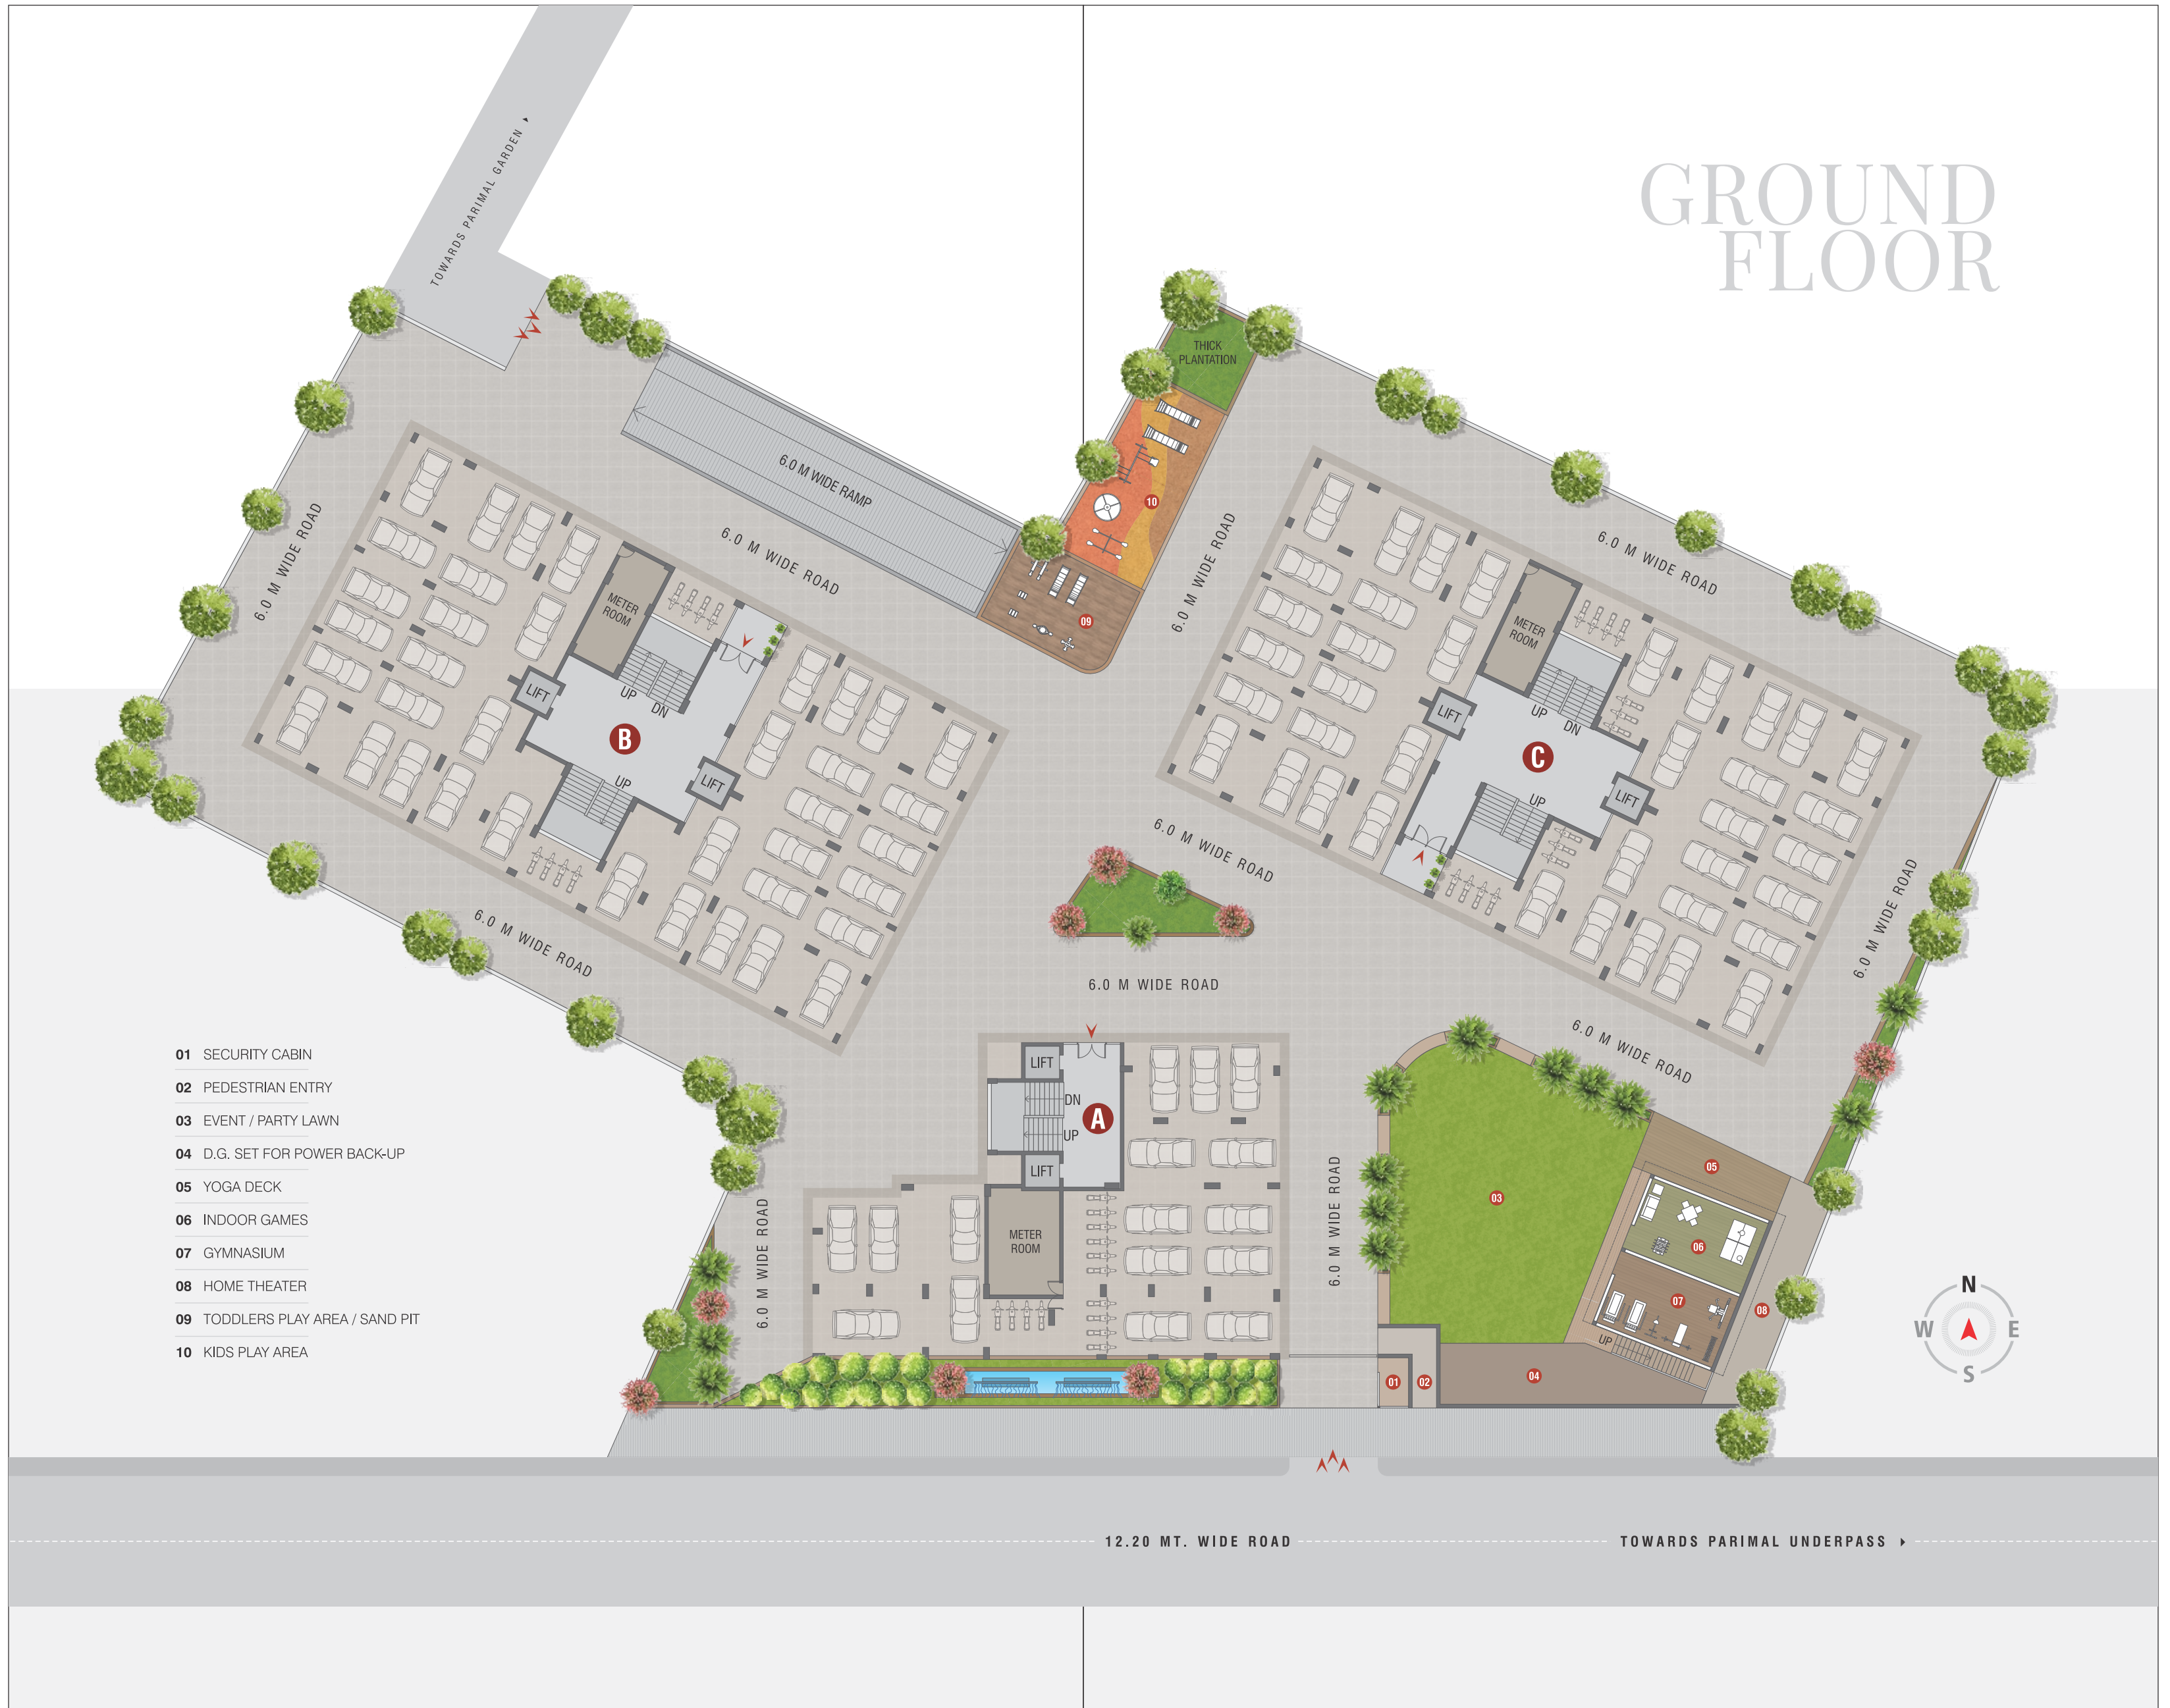 GROUND
FLOOR
TOWARDS PARIMAL GARDEN
THICK
PLANTATION
6.0 M WIDE RAMP
6.0 M WIDE ROAD
6.0 M WIDE ROAD
6.0 M WIDE ROAD
6.0 M WIDE ROAD
10
09
METER
ROOM
LIFT
UP
DN
B
UP
LIFT
METER
ROOM
LIFT
UP
DN
C
UP
LIFT
6.0 M WIDE ROAD
6.0 M WIDE ROAD
6.0 M WIDE ROAD
6.0 M WIDE ROAD
6.0 M WIDE ROAD
LIFT
DN
A
UP
LIFT
METER
ROOM
6.0 M WIDE ROAD
6.0 M WIDE ROAD
03
05
06
07
08
UP
04
01
02
01 SECURITY CABIN
02 PEDESTRIAN ENTRY
03 EVENT / PARTY LAWN
04 D.G. SET FOR POWER BACK-UP
05 YOGA DECK
06 INDOOR GAMES
07 GYMNASIUM
08 HOME THEATER
09 TODDLERS PLAY AREA / SAND PIT
10 KIDS PLAY AREA
N
W E
S
12.20 MT. WIDE ROAD
TOWARDS PARIMAL UNDERPASS